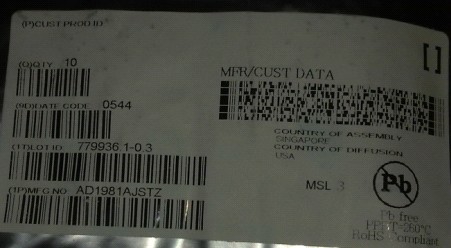 (P)CUST PROD ID
[ ]
(Q)QTY 10
MFR/CUST DATA
(9D)DATE CODE 0544
COUNTRY OF ASSEMBLY
SINGAPORE
COUNTRY OF DIFFUSION
USA
(1T)LOT ID: 779936.1-0.3
MSL 3
Pb
(1P)MFG NO AD1981AJSTZ
Pb free
PPST=260°C
RoHS Compliant